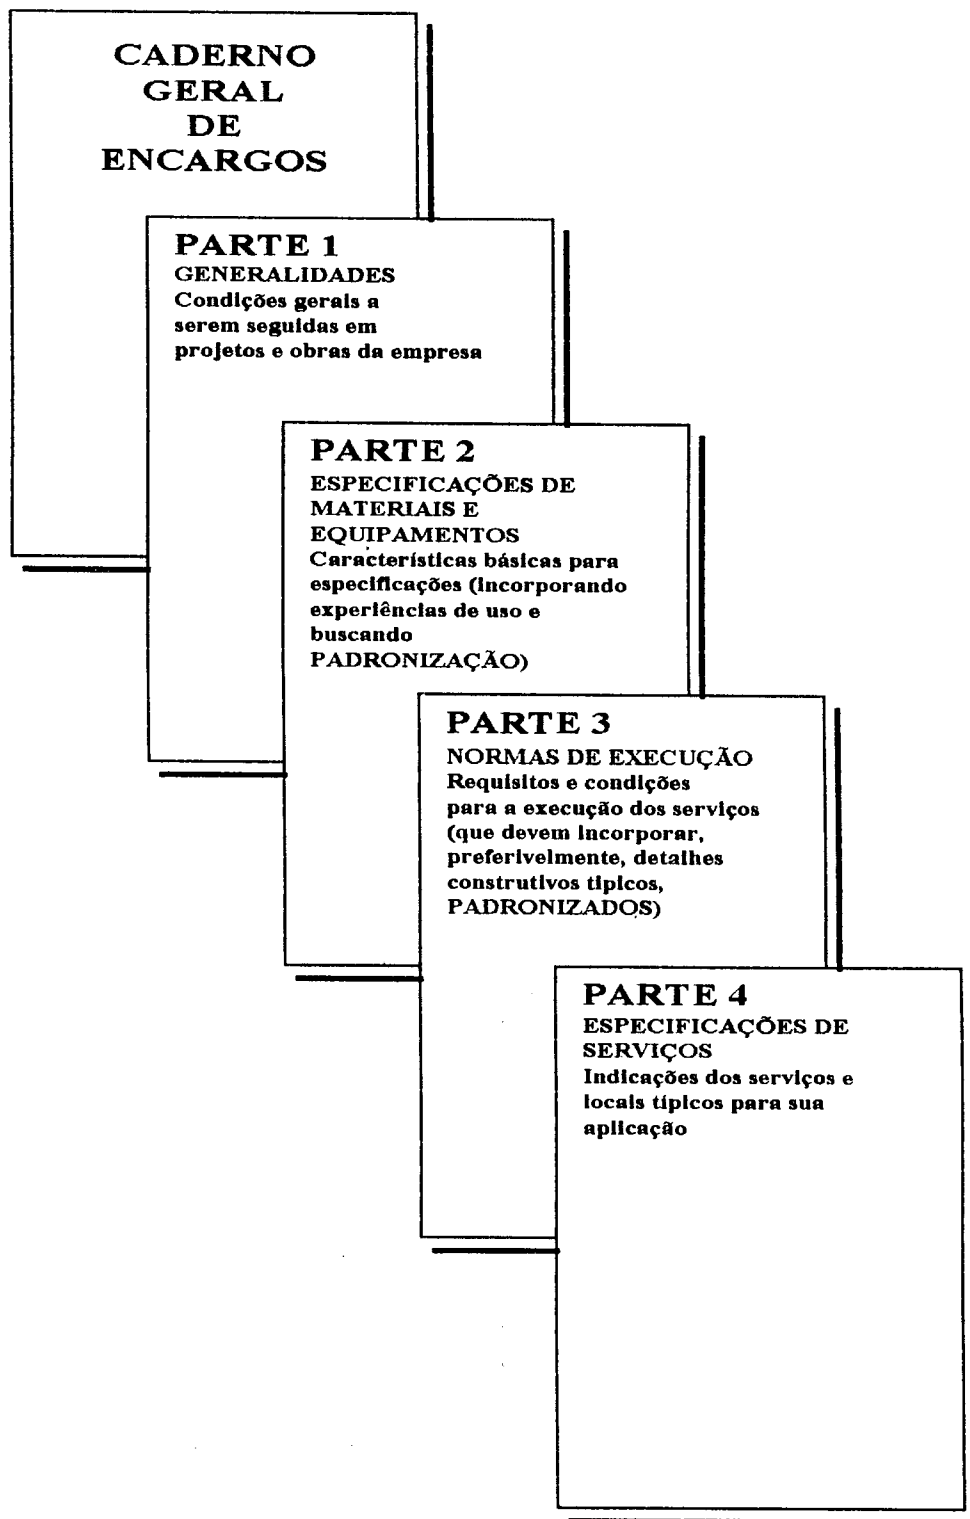 CADERNO
GERAL
DE
ENCARGOS
PARTE 1
GENERALIDADES
Condições gerais a
serem seguidas em
projetos e obras da empresa
PARTE 2
ESPECIFICAÇÕES DE
MATERIAIS E
EQUIPAMENTOS
Características básicas para
especificações (incorporando
experiências de uso e
buscando
PADRONIZAÇÃO)
PARTE 3
NORMAS DE EXECUÇÃO
Requisitos e condições
para a execução dos serviços
(que devem incorporar,
preferivelmente, detalhes
construtivos tipicos,
PADRONIZADOS)
PARTE 4
ESPECIFICAÇÕES DE
SERVIÇOS
Indicações dos serviços e
locais típicos para sua
aplicação